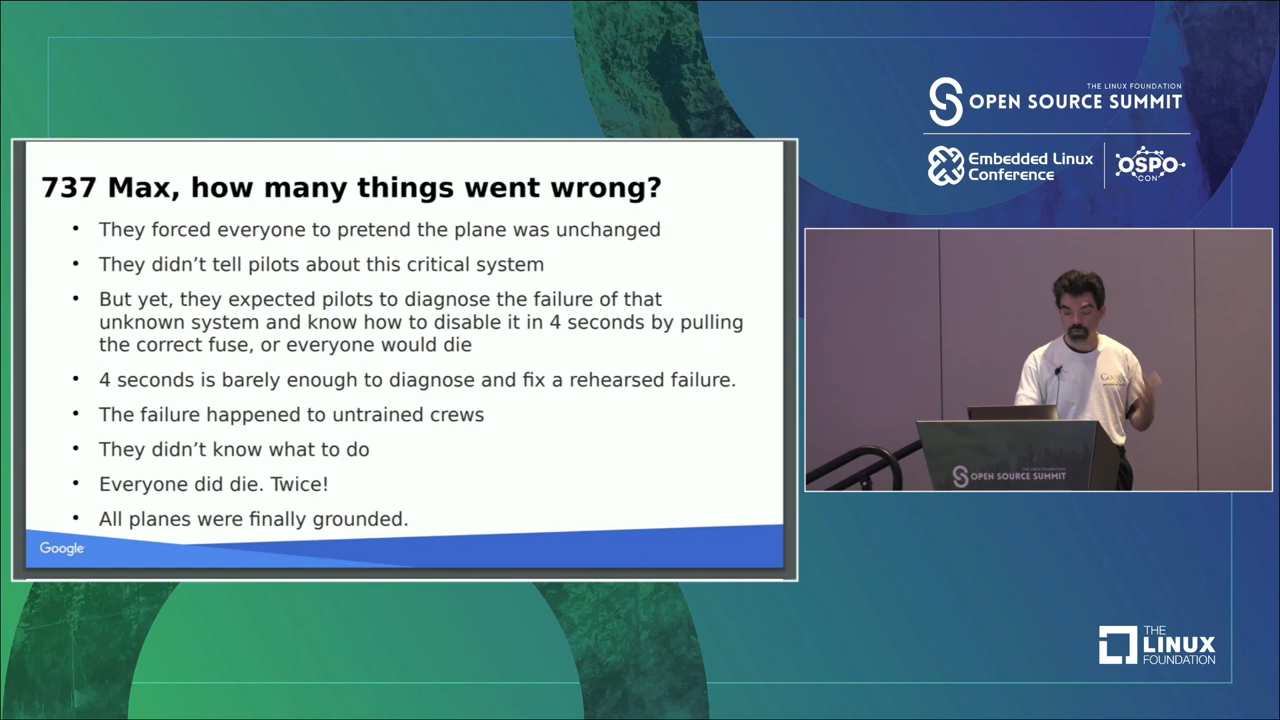 THE LINUX FOUNDATION
OPEN SOURCE SUMMIT
Embedded Linux
Conference
OSPO
CON
737 Max, how many things went wrong?
• They forced everyone to pretend the plane was unchanged
• They didn’t tell pilots about this critical system
• But yet, they expected pilots to diagnose the failure of that
unknown system and know how to disable it in 4 seconds by pulling
the correct fuse, or everyone would die
• 4 seconds is barely enough to diagnose and fix a rehearsed failure.
• The failure happened to untrained crews
• They didn’t know what to do
• Everyone did die. Twice!
• All planes were finally grounded.
Google
Google
OPEN SOURCE SUMMIT
THE
LINUX
FOUNDATION